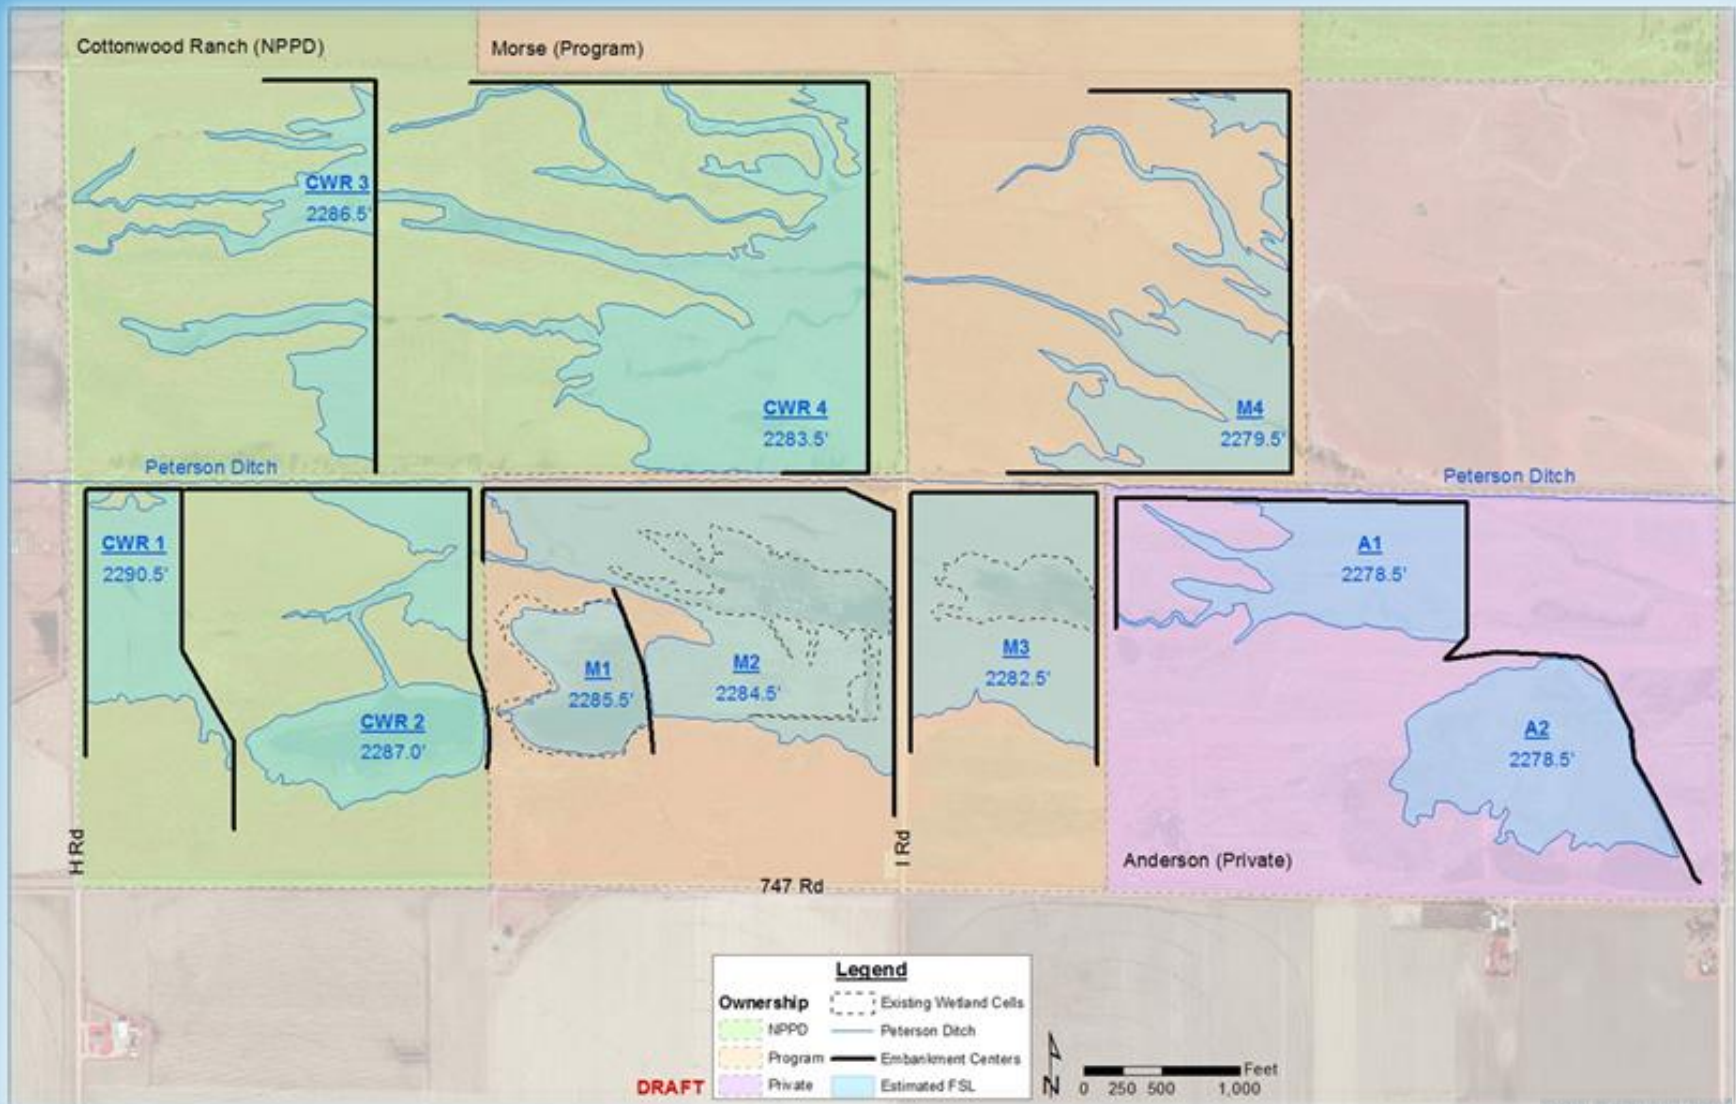 Cottonwood Ranch (NPPD)
Morse (Program)
CWR 3
2286.5'
CWR 4
2283.5'
M4
2279.5'
Peterson Ditch
Peterson Ditch
CWR 1
2290.5'
A1
2278.5'
M3
2282.5'
M1
2285.5'
M2
2284.5'
CWR 2
2287.0'
A2
2278.5'
H Rd
I Rd
Anderson (Private)
747 Rd
Legend
Ownership
NPPD
Program
Private
Existing Wetland Cells
Peterson Ditch
Embankment Centers
Estimated FSL
DRAFT
N
Feet
0 250 500 1,000